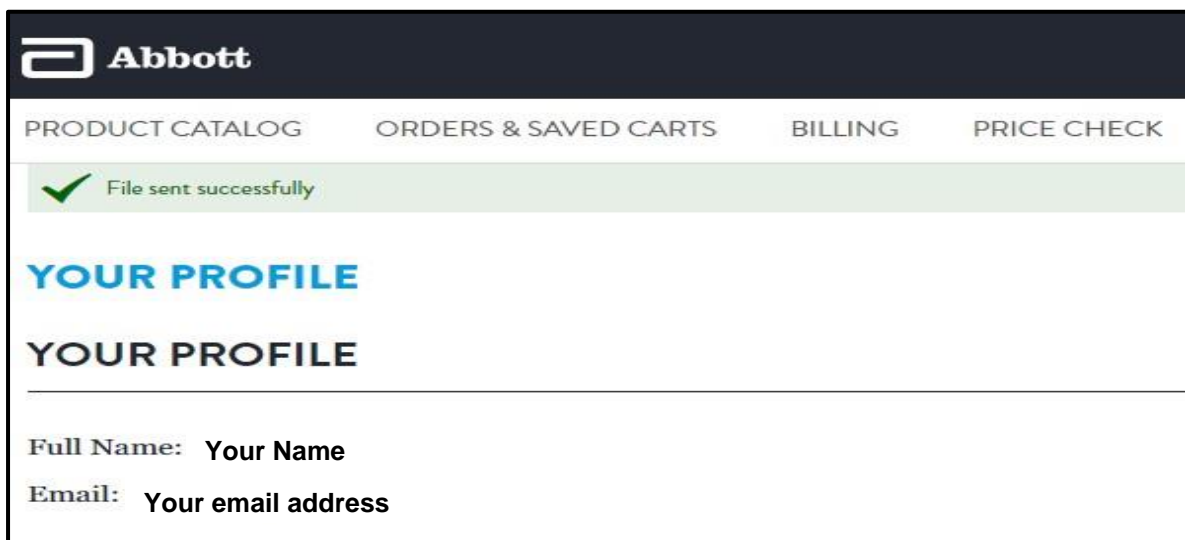 Abbott
PRODUCT CATALOG ORDERS & SAVED CARTS BILLING PRICE CHECK
File sent successfully
YOUR PROFILE
YOUR PROFILE
Full Name: Your Name
Email: Your email address